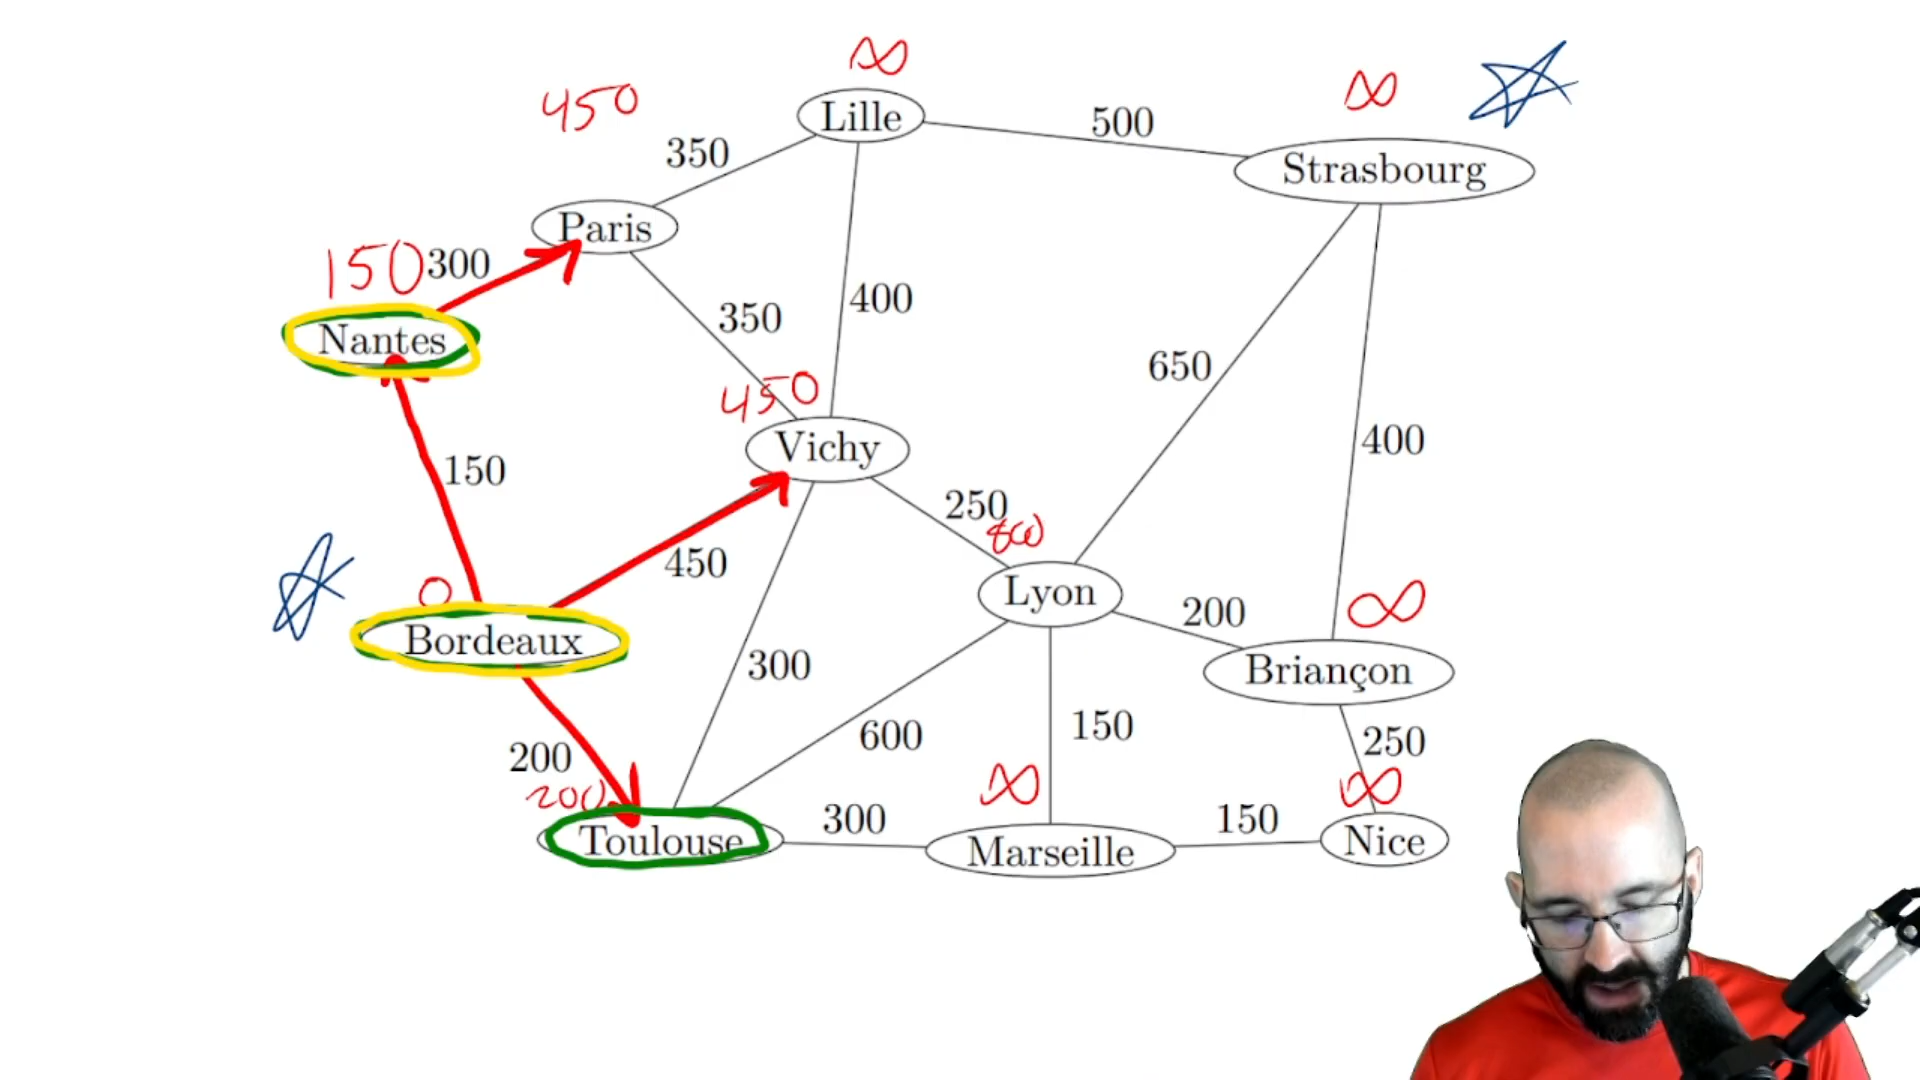 ∞
450
Lille
∞
500
350
Strasbourg
Paris
150
300
350
400
Nantes
650
450
Vichy
400
150
250
800
450
0
Lyon
200
∞
Bordeaux
300
Briançon
600
150
250
200
200
∞
∞
300
150
Toulouse
Marseille
Nice